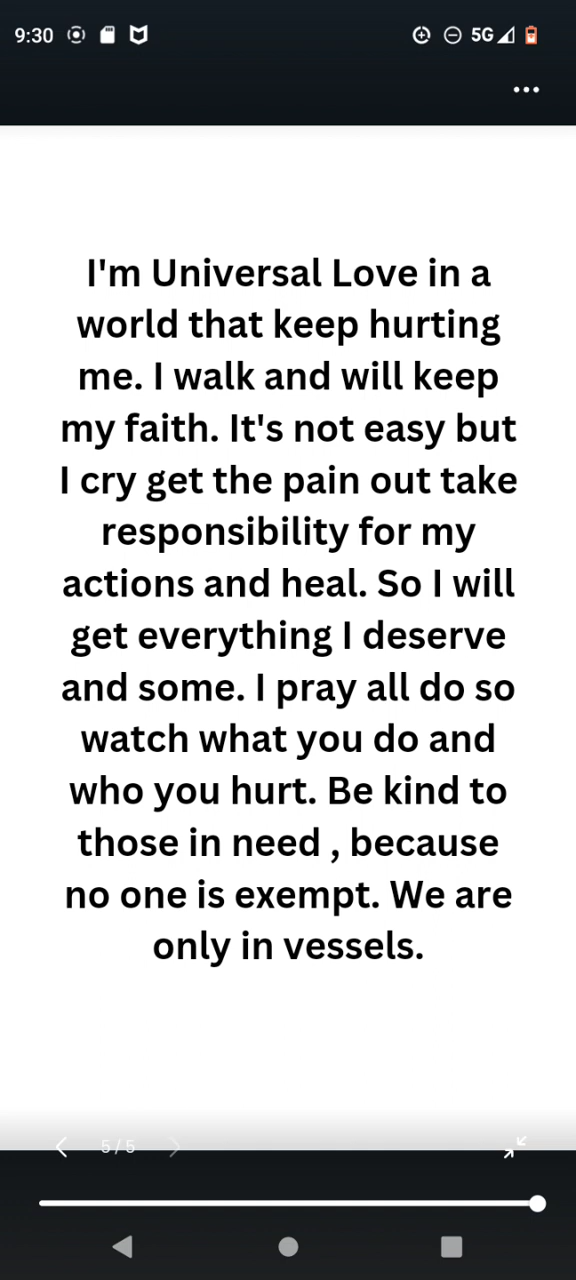 9:30
5G
I'm Universal Love in a
world that keep hurting
me. I walk and will keep
my faith. It's not easy but
I cry get the pain out take
responsibility for my
actions and heal. So I will
get everything I deserve
and some. I pray all do so
watch what you do and
who you hurt. Be kind to
those in need , because
no one is exempt. We are
only in vessels.
5 / 5